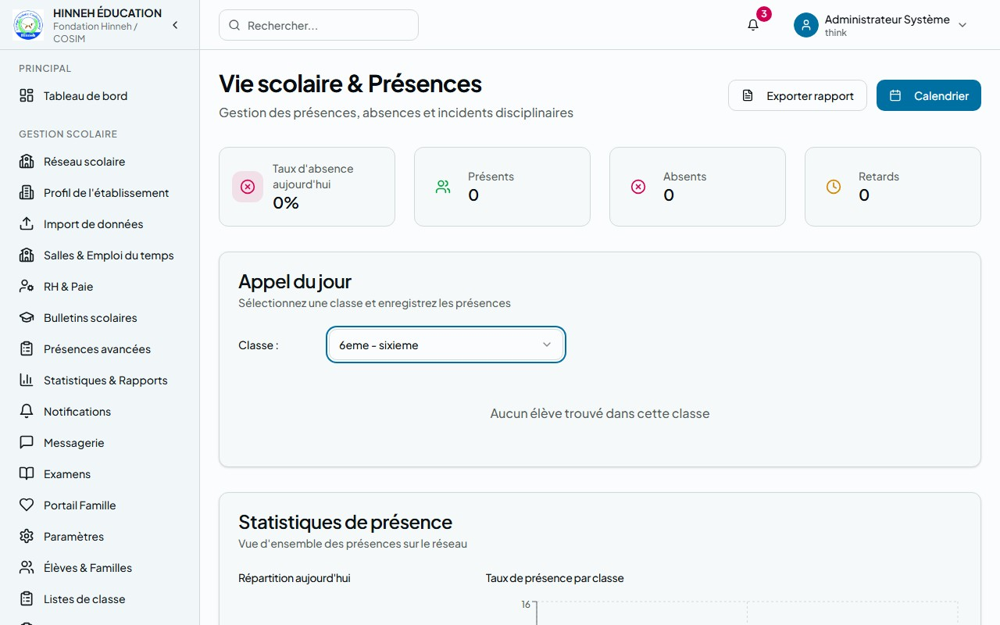 HINNEH ÉDUCATION
Fondation Hinneh /
COSIM
Rechercher...
3
Administrateur Système
think
PRINCIPAL
Tableau de bord
GESTION SCOLAIRE
Réseau scolaire
Profil de l'établissement
Import de données
Salles & Emploi du temps
RH & Paie
Bulletins scolaires
Présences avancées
Statistiques & Rapports
Notifications
Messagerie
Examens
Portail Famille
Paramètres
Élèves & Familles
Listes de classe
Vie scolaire & Présences
Gestion des présences, absences et incidents disciplinaires
Exporter rapport
Calendrier
Taux d'absence
aujourd'hui
0%
Présents
0
Absents
0
Retards
0
Appel du jour
Sélectionnez une classe et enregistrez les présences
Classe :
6eme - sixieme
Aucun élève trouvé dans cette classe
Statistiques de présence
Vue d'ensemble des présences sur le réseau
Répartition aujourd'hui
Taux de présence par classe
16